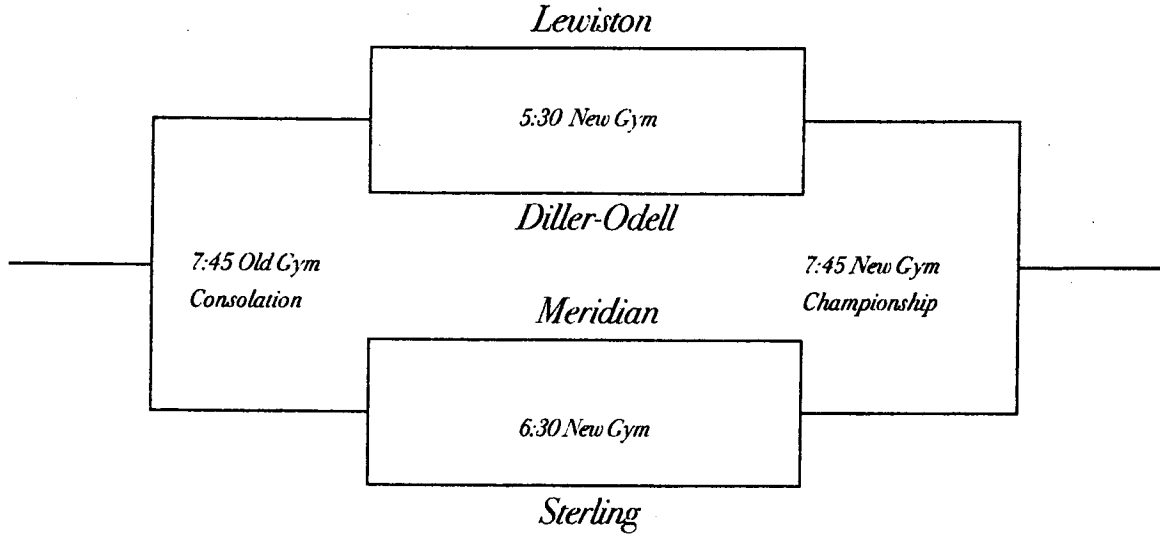 Lewiston
5:30 New Gym
Diller-Odell
7:45 Old Gym
Consolation
7:45 New Gym
Championship
Meridian
6:30 New Gym
Sterling